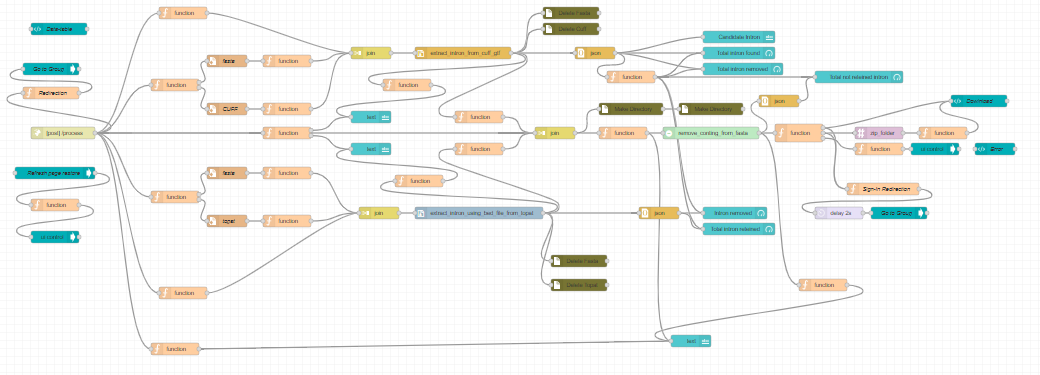 function
Delete Fasta
Data-table
Delete Cuff
Candidate Intron
join
extract_intron_from_cuff_gtf
json
Total intron found
fasta
function
Go to Group
Total intron removed
function
Total not retained intron
function
function
Redirection
json
Download
CUFF
function
Make Directory
Make Directory
text
function
[post] /process
function
join
function
remove_conting_from_fasta
function
zip_folder
function
text
function
function
ui control
Error
Refresh page restore
fasta
function
function
Sign-In Redirection
function
function
join
extract_intron_using_bed_file_from_topat
json
Intron removed
delay 2s
Go to Group
topat
function
Total intron retained
ui control
Delete Fasta
Delete Topat
function
function
text
function